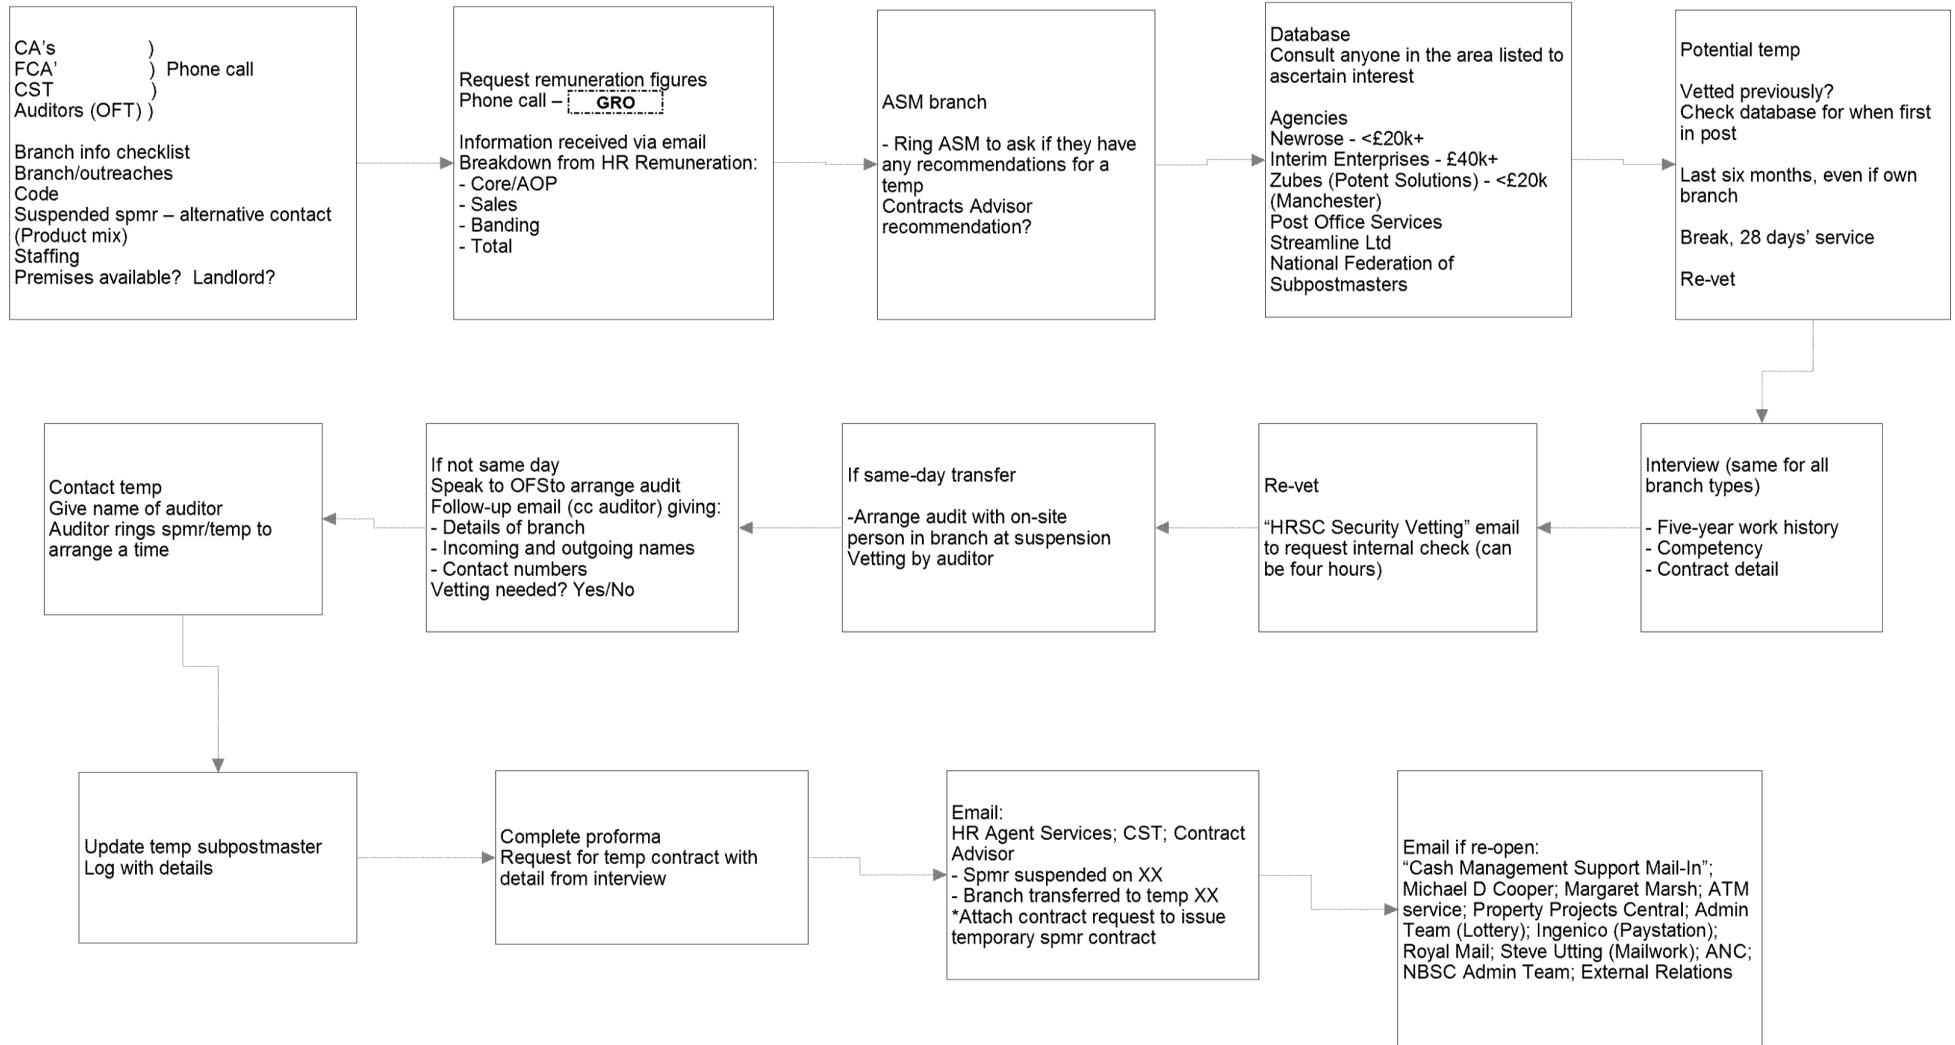 CA's )
FCA' ) Phone call
CST )
Auditors (OFT) )
Branch info checklist
Branch/outreaches
Code
Suspended spmr – alternative contact
(Product mix)
Staffing
Premises available? Landlord?
Request remuneration figures
Phone call – GRO
Information received via email
Breakdown from HR Remuneration:
- Core/AOP
- Sales
- Banding
- Total
ASM branch
- Ring ASM to ask if they have
any recommendations for a
temp
Contracts Advisor
recommendation?
Database
Consult anyone in the area listed to
ascertain interest
Agencies
Newrose - <£20k+
Interim Enterprises - £40k+
Zubes (Potent Solutions) - <£20k
(Manchester)
Post Office Services
Streamline Ltd
National Federation of
Subpostmasters
Potential temp
Vetted previously?
Check database for when first
in post
Last six months, even if own
branch
Break, 28 days' service
Re-vet
Interview (same for all
branch types)
- Five-year work history
- Competency
- Contract detail
Re-vet
“HRSC Security Vetting” email
to request internal check (can
be four hours)
If same-day transfer
-Arrange audit with on-site
person in branch at suspension
Vetting by auditor
If not same day
Speak to OFSto arrange audit
Follow-up email (cc auditor) giving:
- Details of branch
- Incoming and outgoing names
- Contact numbers
Vetting needed? Yes/No
Contact temp
Give name of auditor
Auditor rings spmr/temp to
arrange a time
Update temp subpostmaster
Log with details
Complete proforma
Request for temp contract with
detail from interview
Email:
HR Agent Services; CST; Contract
Advisor
- Spmr suspended on XX
- Branch transferred to temp XX
*Attach contract request to issue
temporary spmr contract
Email if re-open:
“Cash Management Support Mail-In”;
Michael D Cooper; Margaret Marsh; ATM
service; Property Projects Central; Admin
Team (Lottery); Ingenico (Paystation);
Royal Mail; Steve Utting (Mailwork); ANC;
NBSC Admin Team; External Relations